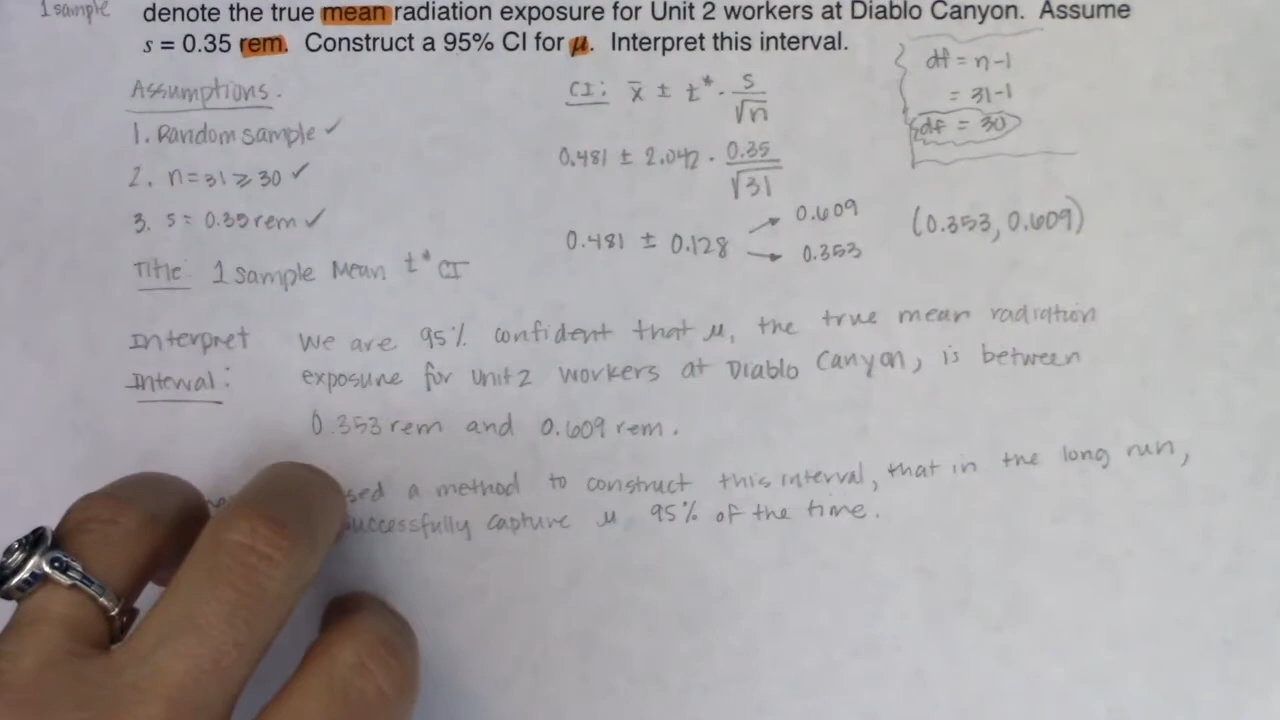 1 sample
denote the true mean radiation exposure for Unit 2 workers at Diablo Canyon. Assume
s = 0.35 rem. Construct a 95% CI for μ. Interpret this interval.
Assumptions.
1. Random sample ✓
2. n=31 ≥ 30 ✓
3. s = 0.35 rem ✓
Title: 1 sample Mean t* CI
CI: x̄ ± t* · s/√n
0.481 ± 2.042 · 0.35/√31
0.481 ± 0.128
0.609
0.353
(0.353, 0.609)
df = n-1
= 31-1
df = 30
Interpret We are 95% confident that μ, the true mean radiation
Interval: exposure for Unit 2 workers at Diablo Canyon, is between
0.353 rem and 0.609 rem.
a method to construct this interval, that in the long run,
capture μ 95% of the time.